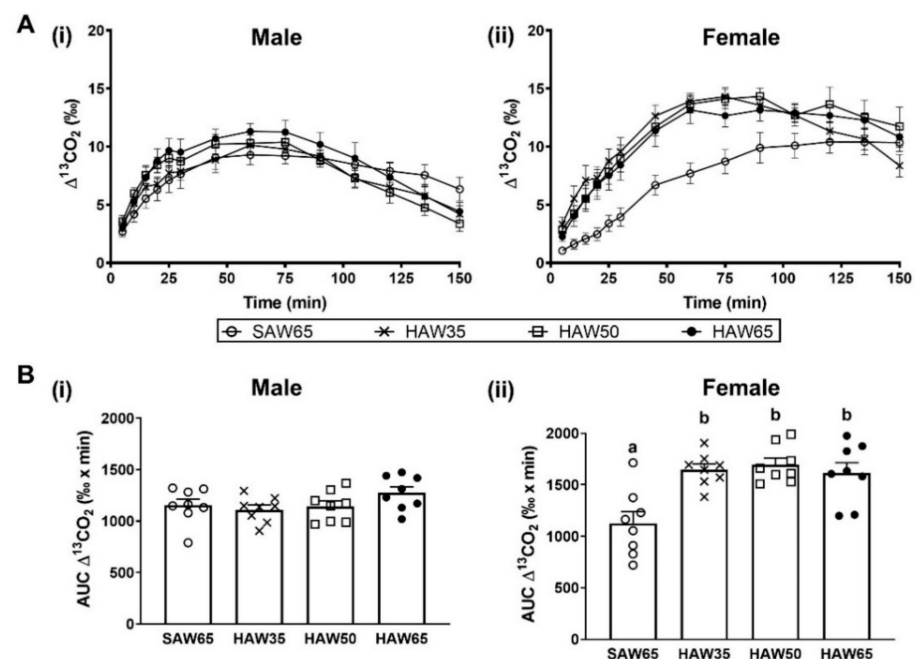 A
(i)
Male
20
15
10
5
0
Δ¹³CO₂ (‰)
0 25 50 75 100 125 150
Time (min)
(ii)
Female
20
15
10
5
0
Δ¹³CO₂ (‰)
0 25 50 75 100 125 150
Time (min)
SAW65 HAW35 HAW50 HAW65
B
(i)
Male
2000
1500
1000
500
0
AUC Δ¹³CO₂ (‰ x min)
SAW65 HAW35 HAW50 HAW65
(ii)
Female
a b b b
2000
1500
1000
500
0
AUC Δ¹³CO₂ (‰ x min)
SAW65 HAW35 HAW50 HAW65